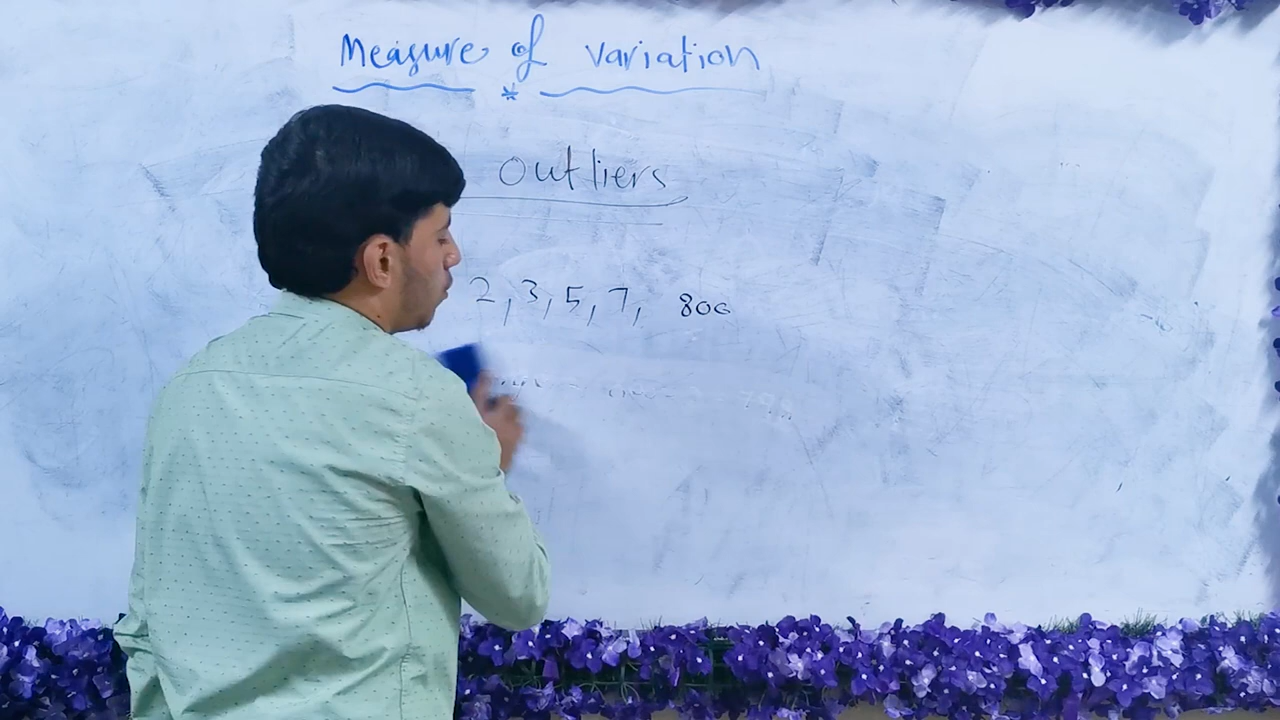 Measure of variation
*
Outliers
2, 3, 5, 7, 800